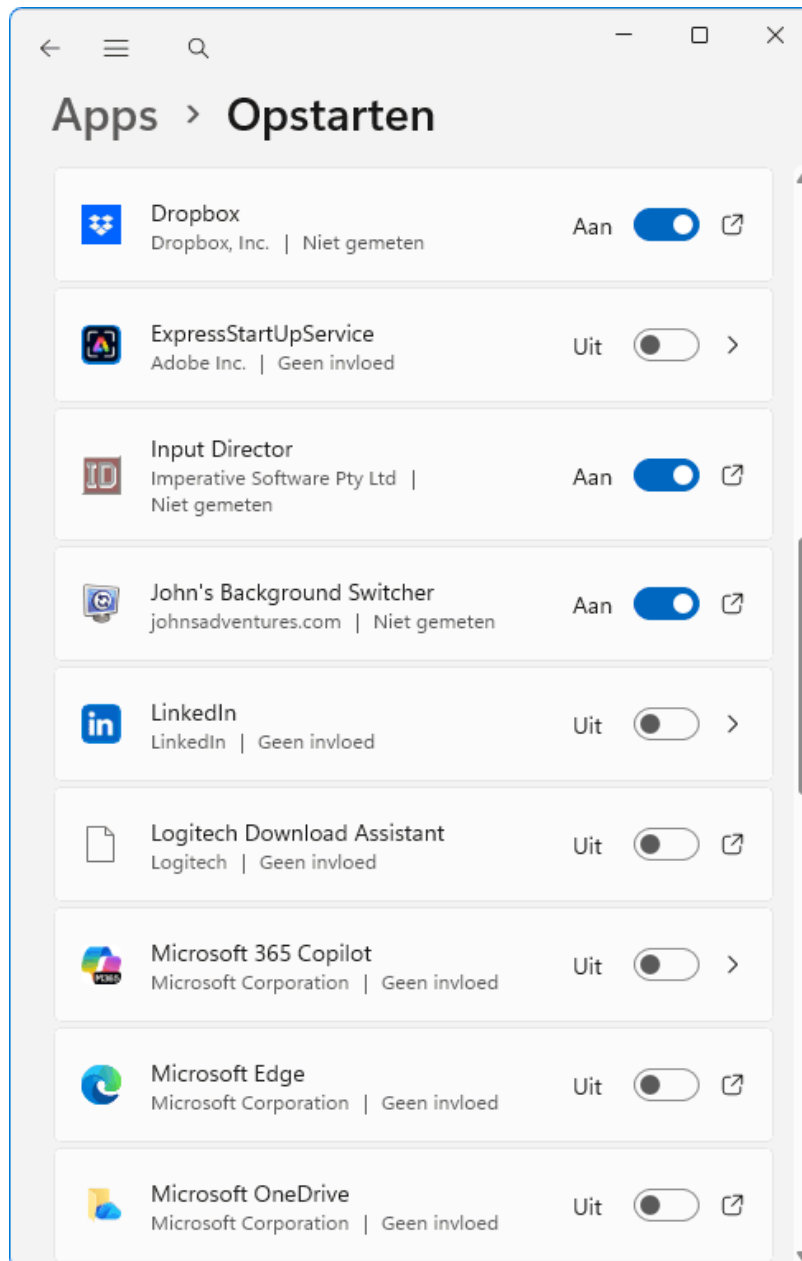 Apps > Opstarten
Dropbox
Dropbox, Inc. | Niet gemeten
Aan
ExpressStartUpService
Adobe Inc. | Geen invloed
Uit
Input Director
Imperative Software Pty Ltd |
Niet gemeten
Aan
ID
John's Background Switcher
johnsadventures.com | Niet gemeten
Aan
LinkedIn
LinkedIn | Geen invloed
Uit
in
Logitech Download Assistant
Logitech | Geen invloed
Uit
Microsoft 365 Copilot
Microsoft Corporation | Geen invloed
Uit
M365
Microsoft Edge
Microsoft Corporation | Geen invloed
Uit
Microsoft OneDrive
Microsoft Corporation | Geen invloed
Uit